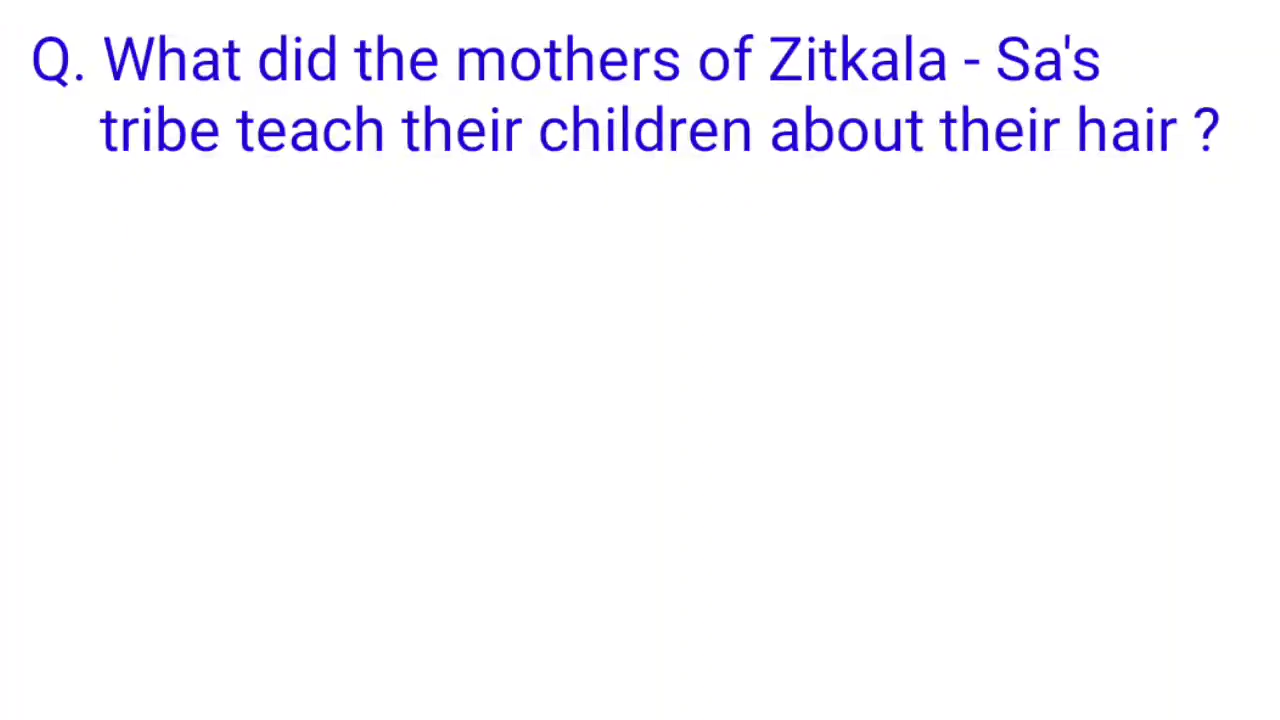 Q. What did the mothers of Zitkala - Sa's
tribe teach their children about their hair ?